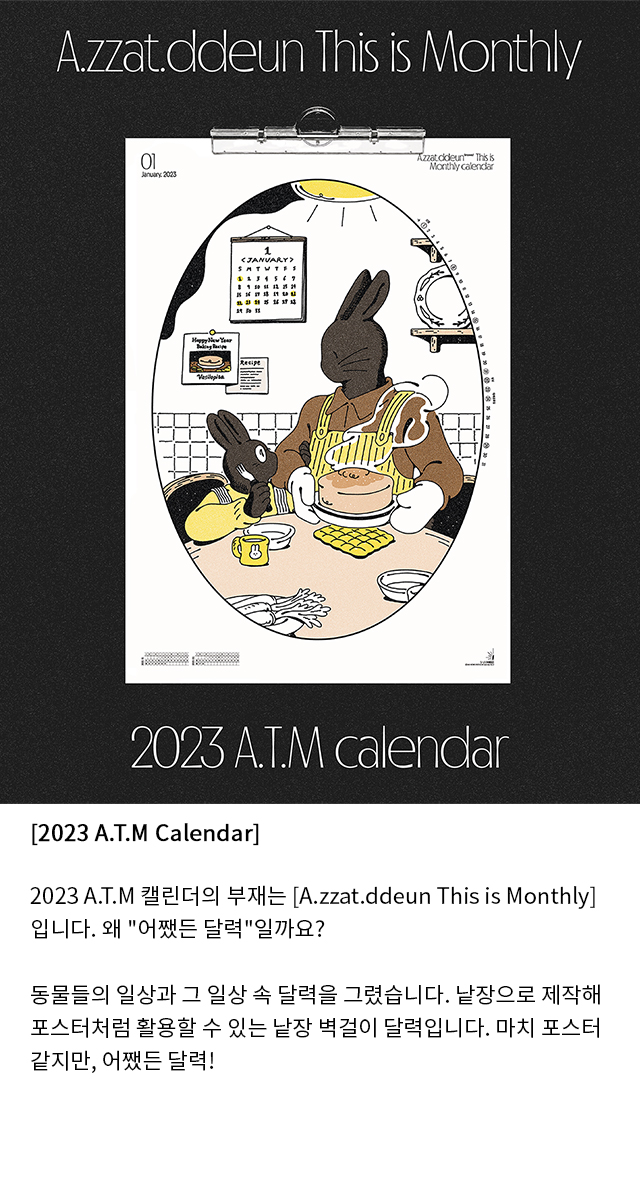 A.zzat.ddeun This is Monthly
01
January, 2023
A.zzat.ddeun This is
Monthly calendar
1
<JANUARY>
S M T W T F S
1 2 3 4 5 6 7
8 9 10 11 12 13 14
15 16 17 18 19 20 21
22 23 24 25 26 27 28
29 30 31
Happy New Year
Baking Recipe
Vasilopita
Recipe
2023 A.T.M calendar
[2023 A.T.M Calendar]
2023 A.T.M 캘린더의 부재는 [A.zzat.ddeun This is Monthly]
입니다. 왜 "어쨌든 달력"일까요?
동물들의 일상과 그 일상 속 달력을 그렸습니다. 낱장으로 제작해
포스터처럼 활용할 수 있는 낱장 벽걸이 달력입니다. 마치 포스터
같지만, 어쨌든 달력!